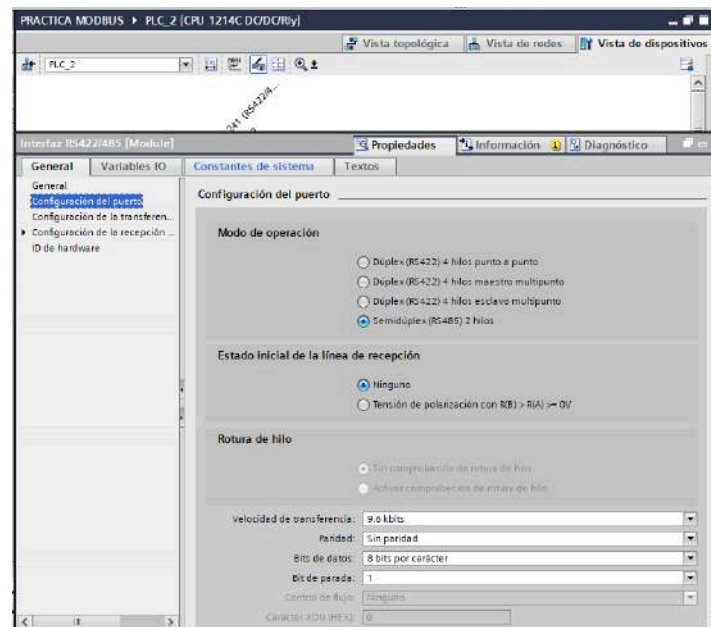 PRACTICA MODBUS ▸ PLC_2 [CPU 1214C DC/DC/Rly]
Vista topológica Vista de redes Vista de dispositivos
PLC_2
241 (RS422/4...
Interfaz RS422/485 [Module]
Propiedades Información Diagnóstico
General Variables IO Constantes de sistema Textos
General
Configuración del puerto
Configuración de la transferen...
Configuración de la recepción ...
ID de hardware
Configuración del puerto
Modo de operación
Dúplex (RS422) 4 hilos punto a punto
Dúplex (RS422) 4 hilos maestro multipunto
Dúplex (RS422) 4 hilos esclavo multipunto
Semidúplex (RS485) 2 hilos
Estado inicial de la línea de recepción
Ninguno
Tensión de polarización con R(B) > R(A) >= 0V
Rotura de hilo
Sin comprobación de rotura de hilo
Activar comprobación de rotura de hilo
Velocidad de transferencia: 9.6 kbits
Paridad: Sin paridad
Bits de datos: 8 bits por carácter
Bit de parada: 1
Control de flujo: Ninguno
Carácter XON (HEX): 0